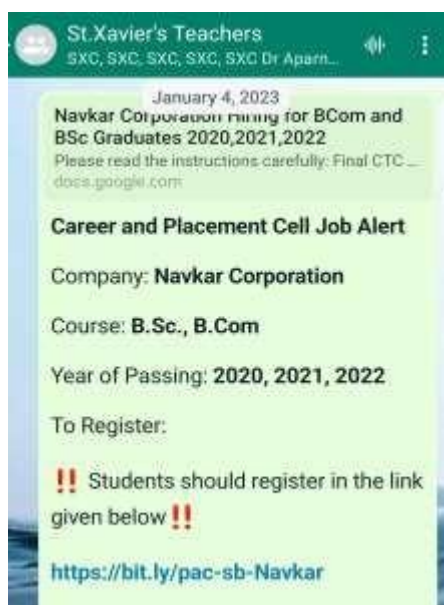 St.Xavier's Teachers
SXC, SXC, SXC, SXC, SXC Dr Aparn...
January 4, 2023
Navkar Corporation Hiring for BCom and
BSc Graduates 2020,2021,2022
Please read the instructions carefully: Final CTC ...
docs.google.com
Career and Placement Cell Job Alert
Company: Navkar Corporation
Course: B.Sc., B.Com
Year of Passing: 2020, 2021, 2022
To Register:
‼ Students should register in the link
given below ‼
https://bit.ly/pac-sb-Navkar